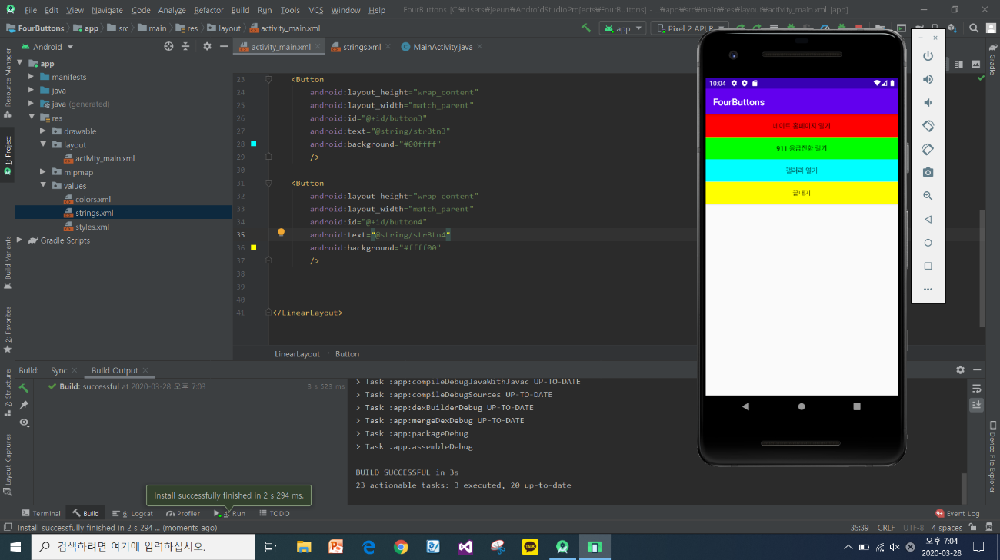 File Edit View Navigate Code Analyze Refactor Build Run Tools VCS Window Help
FourButtons [C:₩Users₩jeeun₩AndroidStudioProjects₩FourButtons] - ...₩app₩src₩main₩res₩layout₩activity_main.xml [app]
FourButtons app src main res layout activity_main.xml
app
Pixel 2 API R
Android
activity_main.xml
strings.xml
MainActivity.java
Resource Manager
1: Project
Build Variants
2: Favorites
7: Structure
Layout Captures
Gradle
Device File Explorer
app
manifests
java
java (generated)
res
drawable
layout
activity_main.xml
mipmap
values
colors.xml
strings.xml
styles.xml
Gradle Scripts
23 <Button
24 android:layout_height="wrap_content"
25 android:layout_width="match_parent"
26 android:id="@+id/button3"
27 android:text="@string/strBtn3"
28 android:background="#00ffff"
29 />
30
31 <Button
32 android:layout_height="wrap_content"
33 android:layout_width="match_parent"
34 android:id="@+id/button4"
35 android:text="@string/strBtn4"
36 android:background="#ffff00"
37 />
38
39
40
41 </LinearLayout>
LinearLayout › Button
10:04
FourButtons
네이트 홈페이지 열기
911 응급전화 걸기
갤러리 열기
끝내기
Build: Sync Build Output
Build: successful at 2020-03-28 오후 7:03 3 s 523 ms
> Task :app:compileDebugJavaWithJavac UP-TO-DATE
> Task :app:compileDebugSources UP-TO-DATE
> Task :app:dexBuilderDebug UP-TO-DATE
> Task :app:mergeDexDebug UP-TO-DATE
> Task :app:packageDebug
> Task :app:assembleDebug
BUILD SUCCESSFUL in 3s
23 actionable tasks: 3 executed, 20 up-to-date
Install successfully finished in 2 s 294 ms.
Terminal Build 6: Logcat Profiler 4: Run TODO
9+ Event Log
Install successfully finished in 2 s 294 ... (moments ago)
35:39 CRLF UTF-8 4 spaces
검색하려면 여기에 입력하십시오.
TALK
오후 7:04
2020-03-28